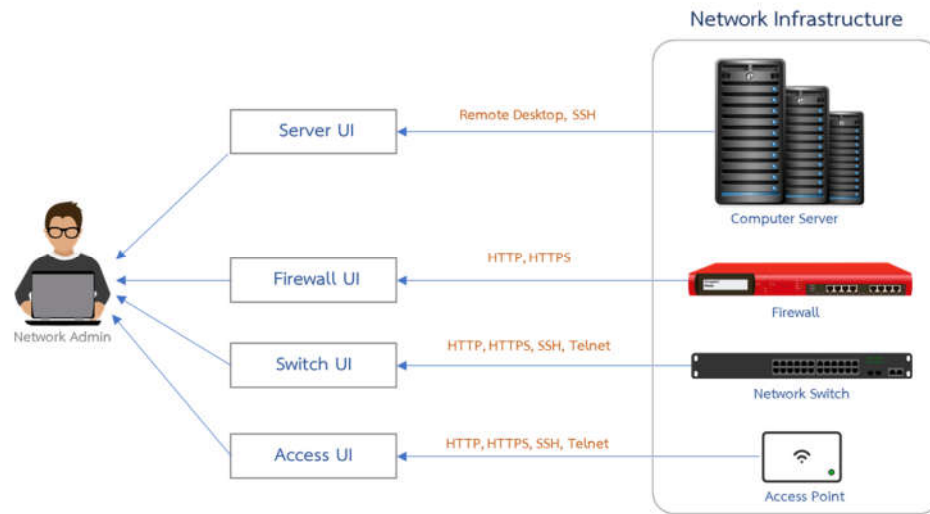 Network Infrastructure
Server UI
Remote Desktop, SSH
Computer Server
Firewall UI
HTTP, HTTPS
Firewall
Network Admin
Switch UI
HTTP, HTTPS, SSH, Telnet
Network Switch
Access UI
HTTP, HTTPS, SSH, Telnet
Access Point